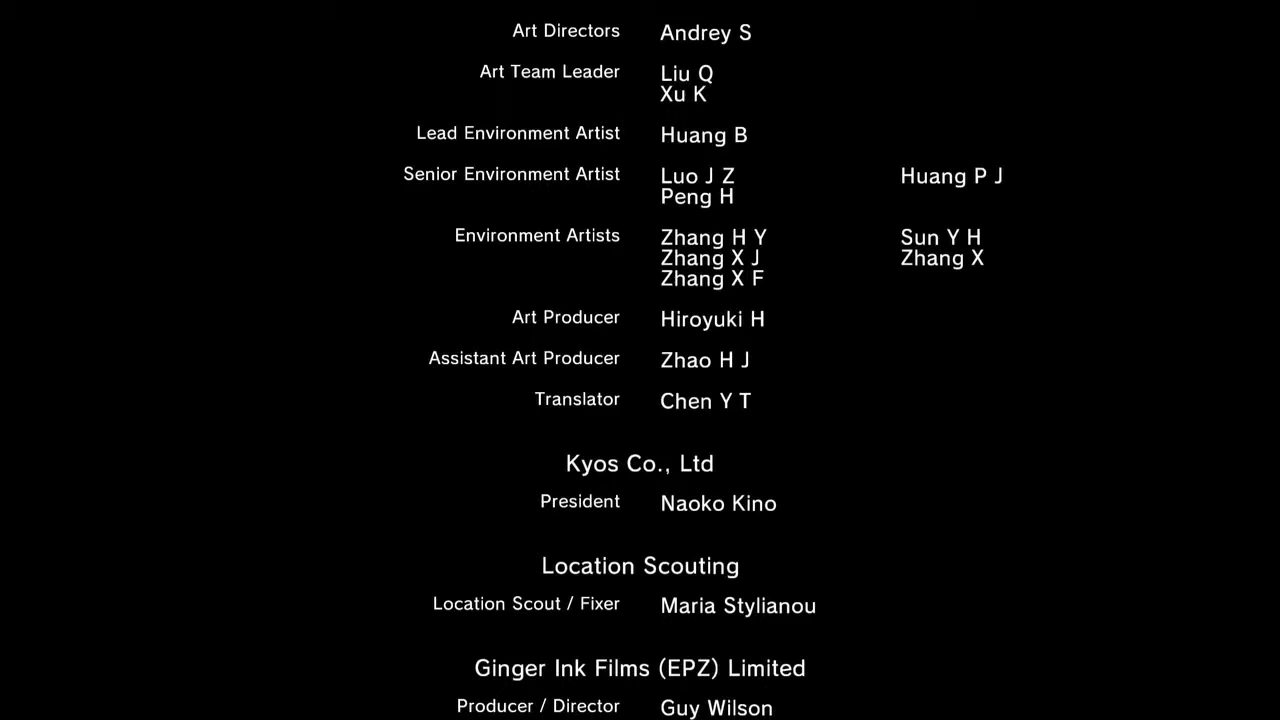 Art Directors Andrey S
Art Team Leader Liu Q
Xu K
Lead Environment Artist Huang B
Senior Environment Artist Luo J Z Huang P J
Peng H
Environment Artists Zhang H Y Sun Y H
Zhang X J Zhang X
Zhang X F
Art Producer Hiroyuki H
Assistant Art Producer Zhao H J
Translator Chen Y T
Kyos Co., Ltd
President Naoko Kino
Location Scouting
Location Scout / Fixer Maria Stylianou
Ginger Ink Films (EPZ) Limited
Producer / Director Guy Wilson